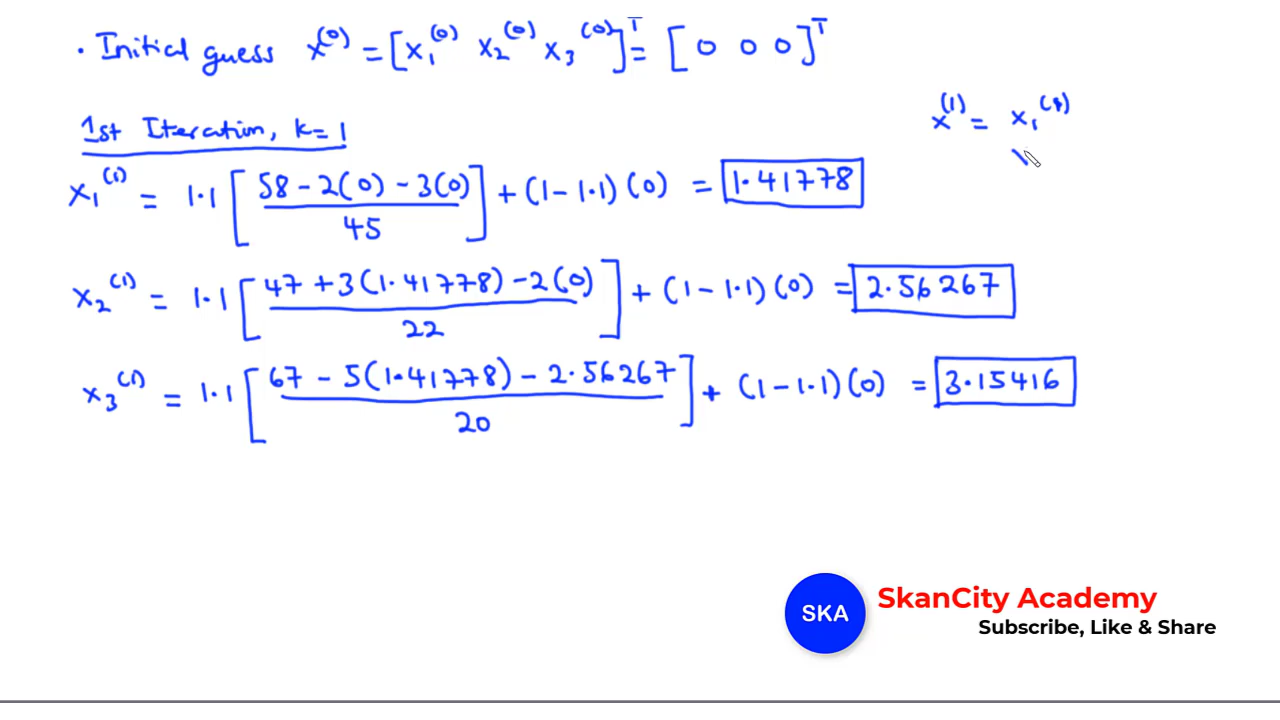 · Initial guess x^(0) = [x₁^(0) x₂^(0) x₃^(0)]^T = [0 0 0]^T
1st Iteration, k=1
x^(1) = x₁^(1)
x₁^(1) = 1.1 [(58 - 2(0) - 3(0))/45] + (1 - 1.1)(0) = 1.41778
x₂^(1) = 1.1 [(47 + 3(1.41778) - 2(0))/22] + (1 - 1.1)(0) = 2.56267
x₃^(1) = 1.1 [(67 - 5(1.41778) - 2.56267)/20] + (1 - 1.1)(0) = 3.15416
SKA
SkanCity Academy
Subscribe, Like & Share